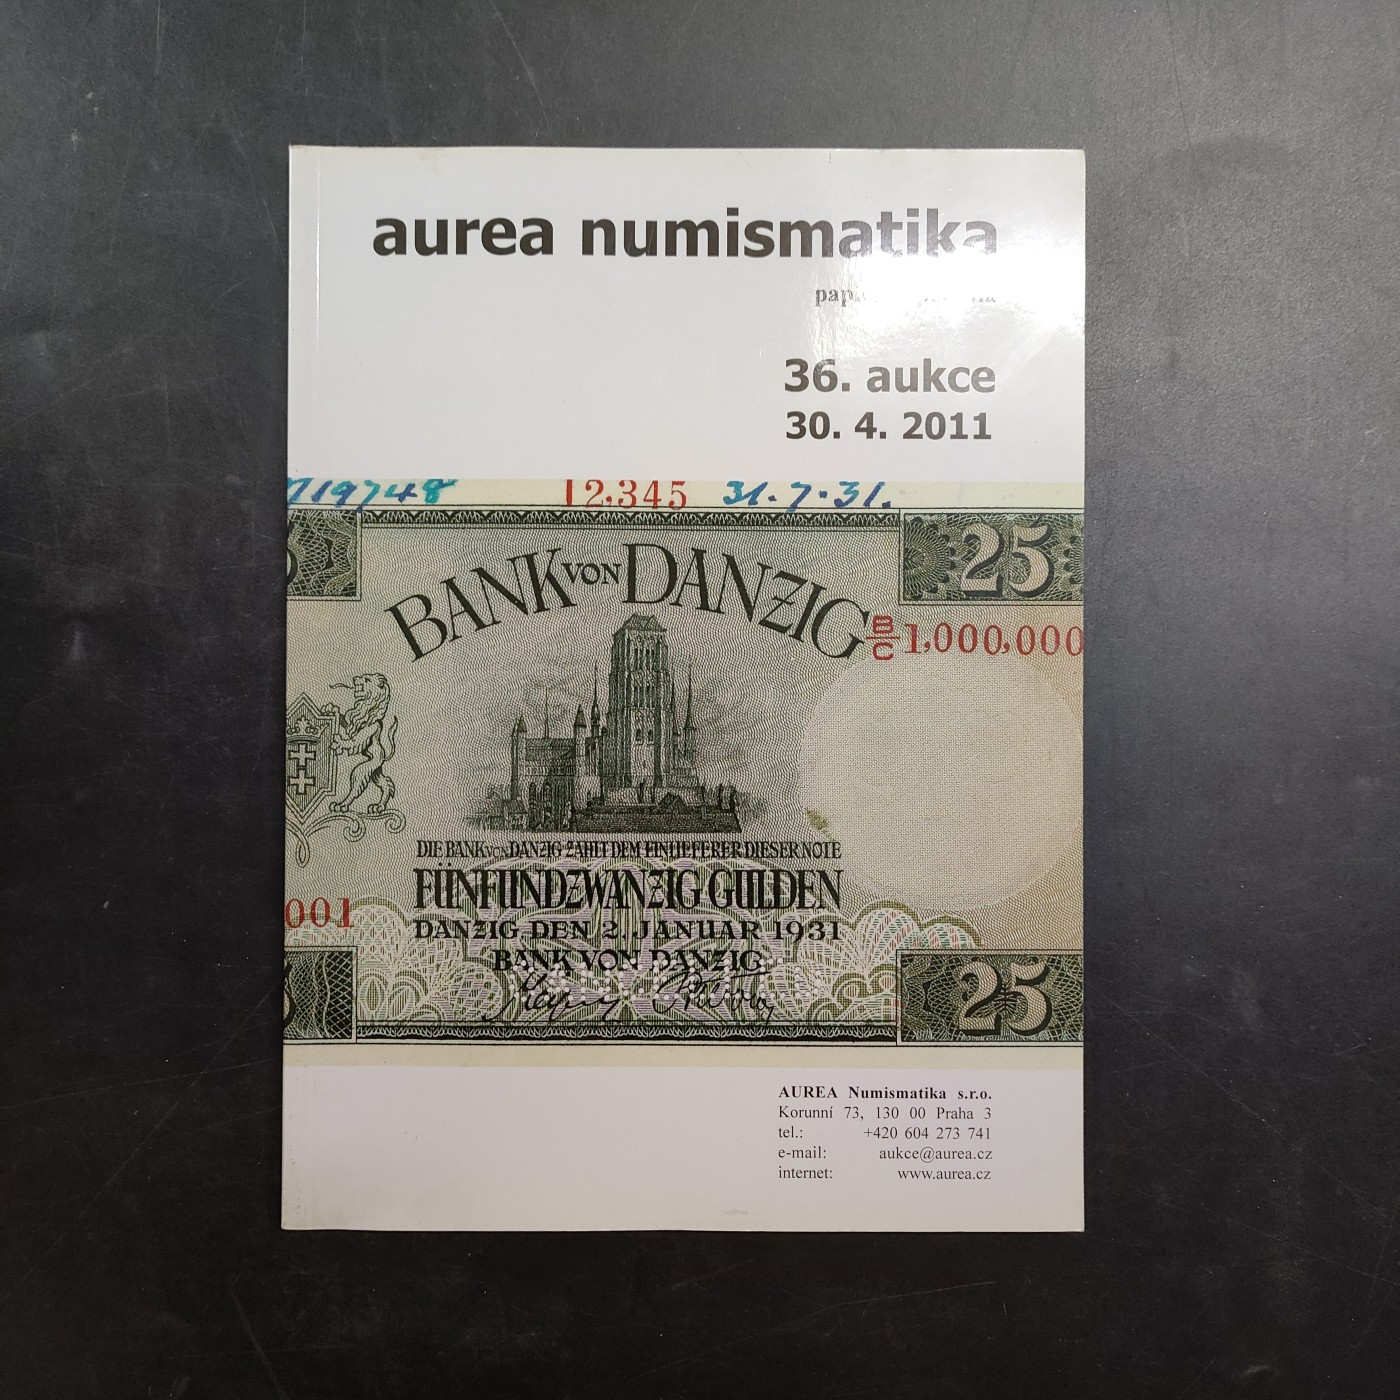 aurea numismatika
36. aukce
30. 4. 2011
719748 12,345 31.7.31.
25
BANK VON DANZIG
B/C 1,000,000
DIE BANK VON DANZIG ZAHLT DEM EINLIEFERER DIESER NOTE
FÜNFUNDZWANZIG GULDEN
001
DANZIG, DEN 2. JANUAR 1931
BANK VON DANZIG
25
AUREA Numismatika s.r.o.
Korunní 73, 130 00 Praha 3
tel.: +420 604 273 741
e-mail: aukce@aurea.cz
internet: www.aurea.cz